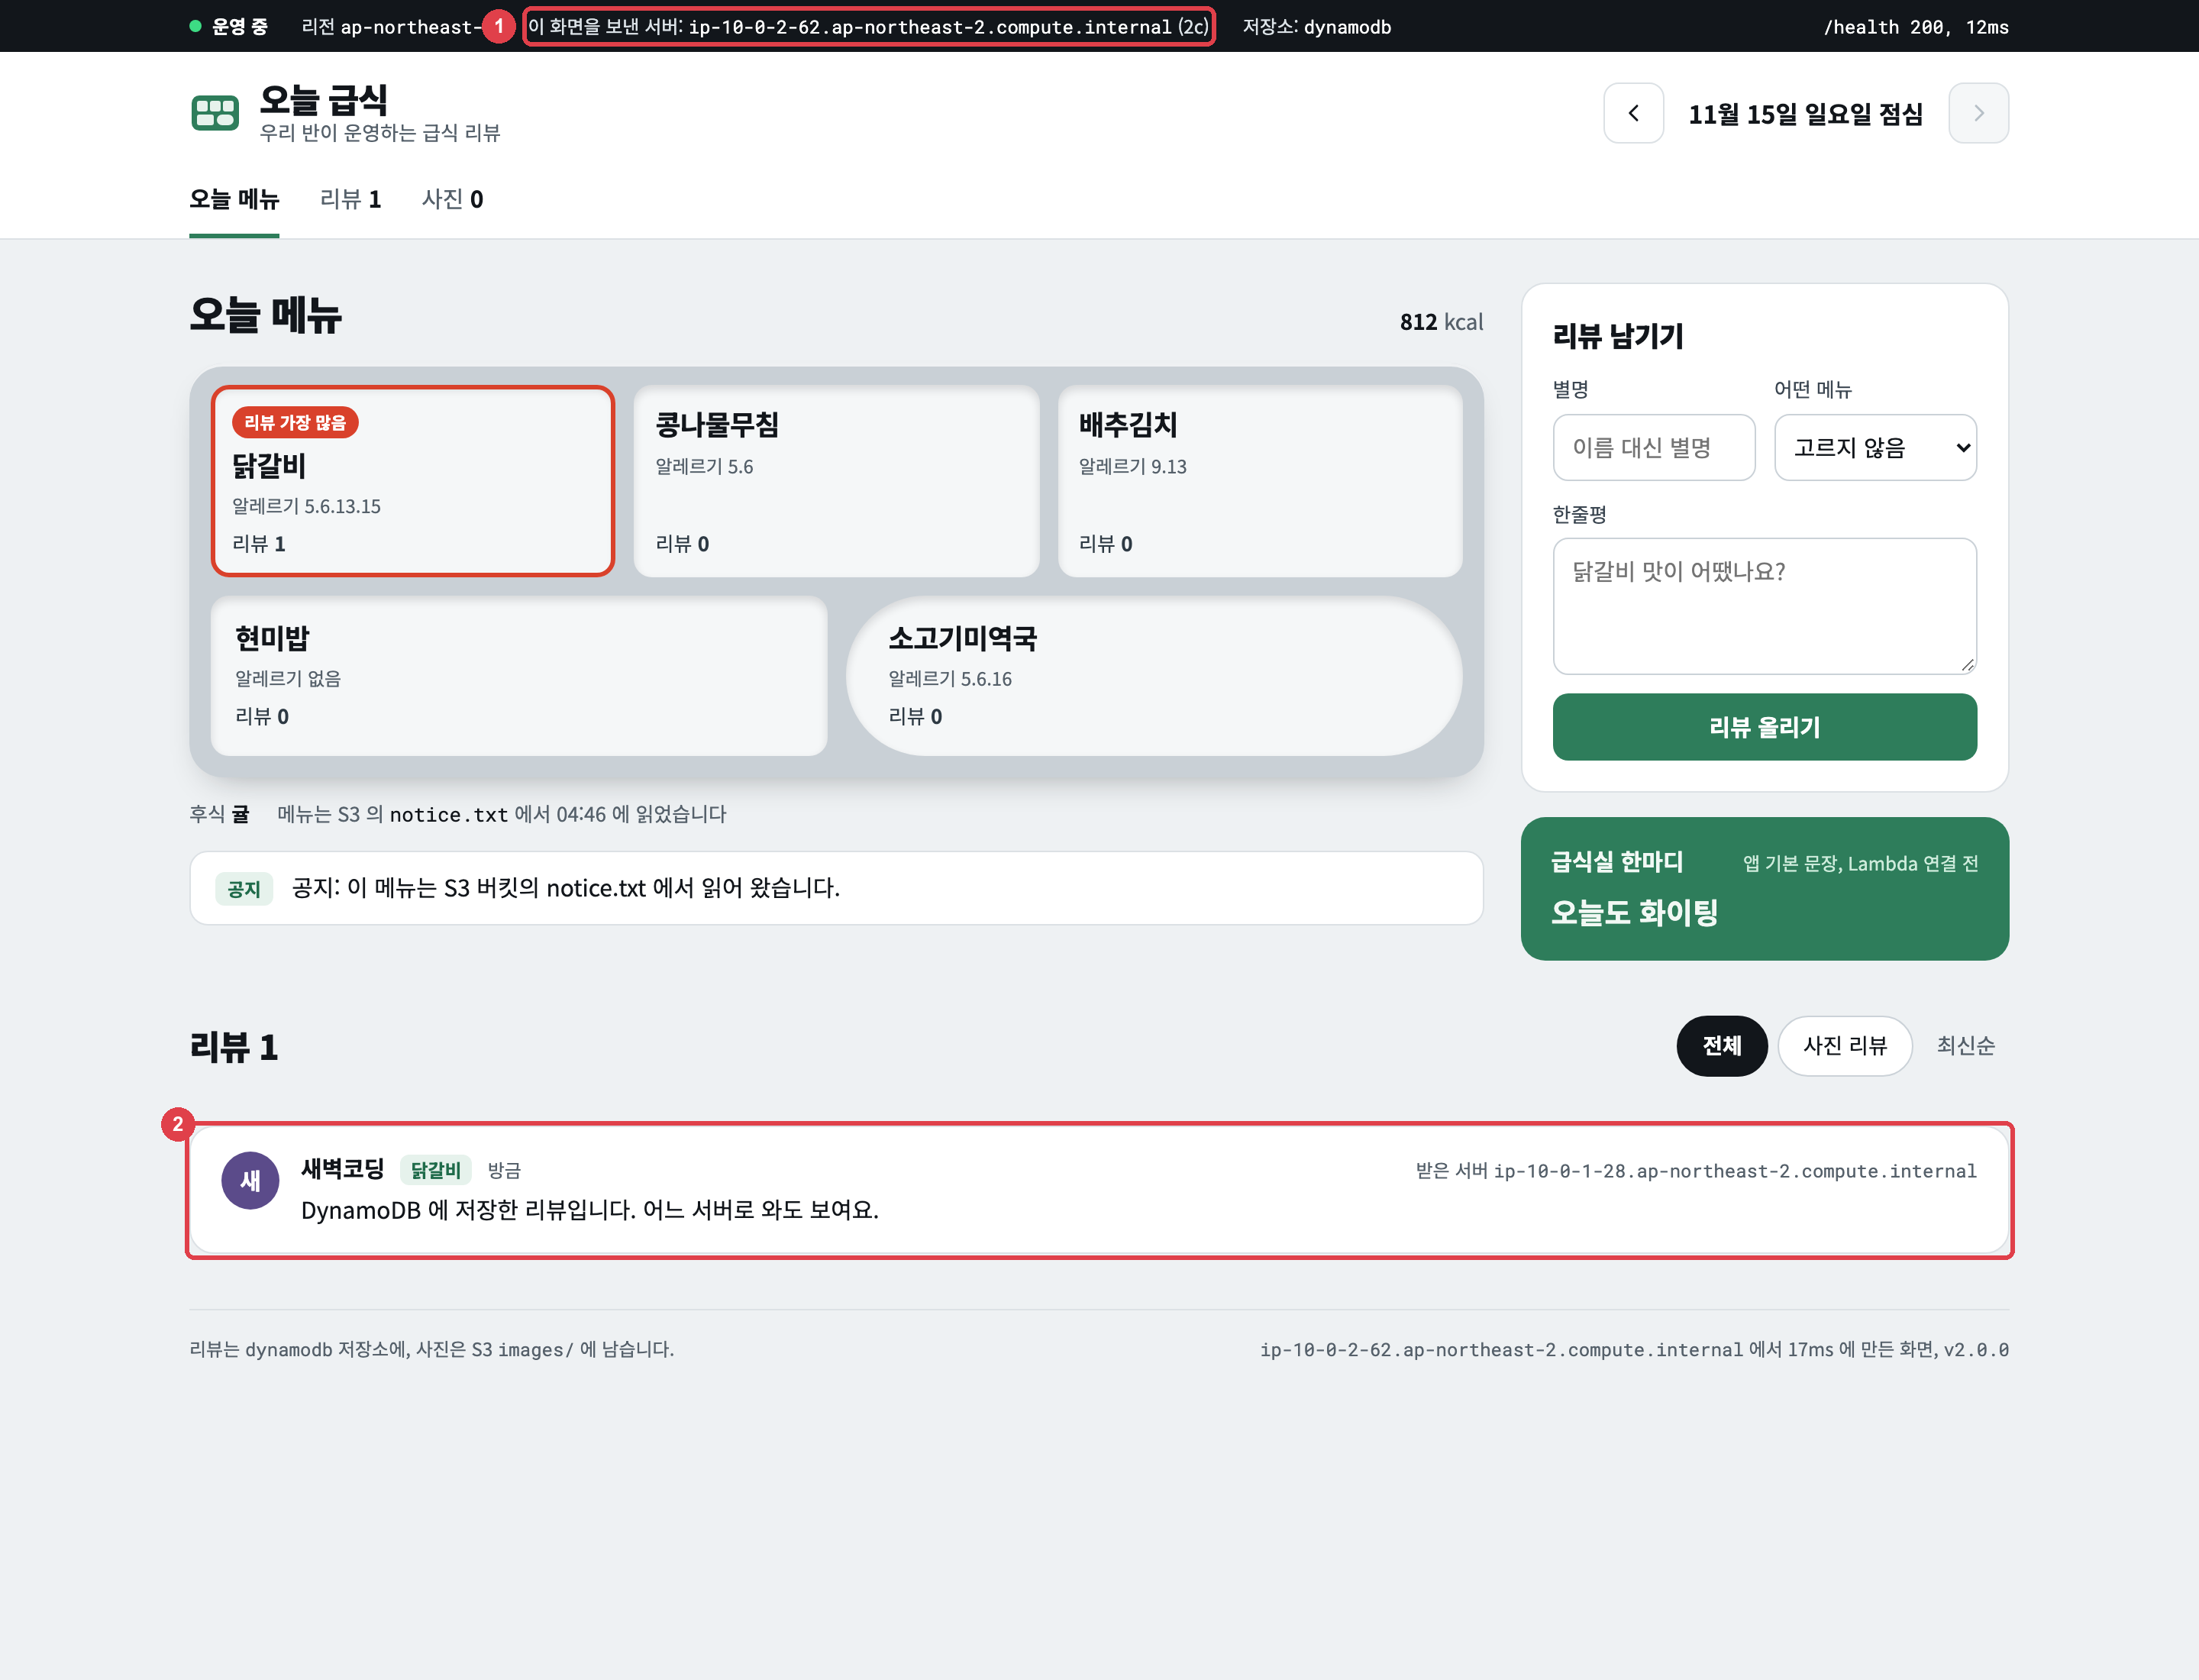 운영 중 리전 ap-northeast- 1 이 화면을 보낸 서버: ip-10-0-2-62.ap-northeast-2.compute.internal (2c) 저장소: dynamodb /health 200, 12ms
오늘 급식
우리 반이 운영하는 급식 리뷰
11월 15일 일요일 점심
오늘 메뉴 리뷰 1 사진 0
오늘 메뉴
812 kcal
리뷰 가장 많음
닭갈비
알레르기 5.6.13.15
리뷰 1
콩나물무침
알레르기 5.6
리뷰 0
배추김치
알레르기 9.13
리뷰 0
현미밥
알레르기 없음
리뷰 0
소고기미역국
알레르기 5.6.16
리뷰 0
후식 귤 메뉴는 S3 의 notice.txt 에서 04:46 에 읽었습니다
공지 공지: 이 메뉴는 S3 버킷의 notice.txt 에서 읽어 왔습니다.
리뷰 남기기
별명 어떤 메뉴
이름 대신 별명 고르지 않음
한줄평
닭갈비 맛이 어땠나요?
리뷰 올리기
급식실 한마디 앱 기본 문장, Lambda 연결 전
오늘도 화이팅
리뷰 1
전체 사진 리뷰 최신순
2
새 새벽코딩 닭갈비 방금 받은 서버 ip-10-0-1-28.ap-northeast-2.compute.internal
DynamoDB 에 저장한 리뷰입니다. 어느 서버로 와도 보여요.
리뷰는 dynamodb 저장소에, 사진은 S3 images/ 에 남습니다. ip-10-0-2-62.ap-northeast-2.compute.internal 에서 17ms 에 만든 화면, v2.0.0